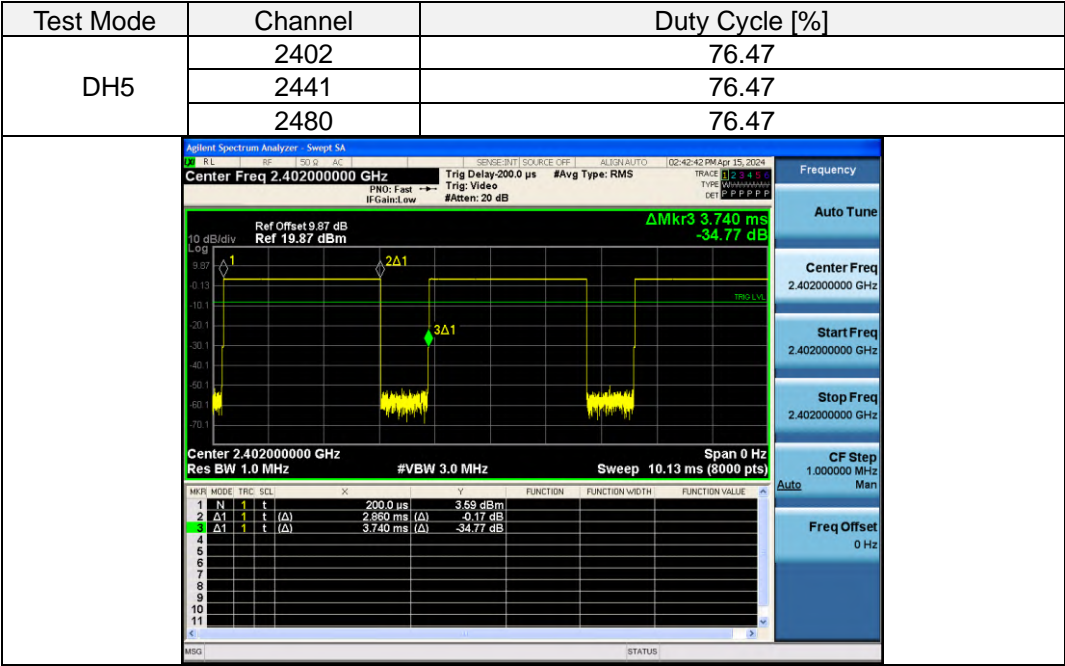 Test Mode Channel Duty Cycle [%]
DH5
2402 76.47
2441 76.47
2480 76.47
Agilent Spectrum Analyzer - Swept SA
RL RF 50 Ω AC SENSE:INT SOURCE OFF ALIGN AUTO 02:42:42 PM Apr 15, 2024
Center Freq 2.402000000 GHz
PNO: Fast
IFGain:Low
Trig Delay-200.0 µs
Trig: Video
#Atten: 20 dB
#Avg Type: RMS
TRACE 1 2 3 4 5 6
TYPE
DET P P P P P P
ΔMkr3 3.740 ms
-34.77 dB
Ref Offset 9.87 dB
10 dB/div Ref 19.87 dBm
Log
9.87
-0.13
-10.1
-20.1
-30.1
-40.1
-50.1
-60.1
-70.1
1
2Δ1
3Δ1
TRIG LVL
Center 2.402000000 GHz Span 0 Hz
Res BW 1.0 MHz #VBW 3.0 MHz Sweep 10.13 ms (8000 pts)
MKR MODE TRC SCL X Y FUNCTION FUNCTION WIDTH FUNCTION VALUE
1 N 1 t 200.0 µs 3.59 dBm
2 Δ1 1 t (Δ) 2.860 ms (Δ) -0.17 dB
3 Δ1 1 t (Δ) 3.740 ms (Δ) -34.77 dB
4
5
6
7
8
9
10
11
MSG STATUS
Frequency
Auto Tune
Center Freq
2.402000000 GHz
Start Freq
2.402000000 GHz
Stop Freq
2.402000000 GHz
CF Step
1.000000 MHz
Auto Man
Freq Offset
0 Hz